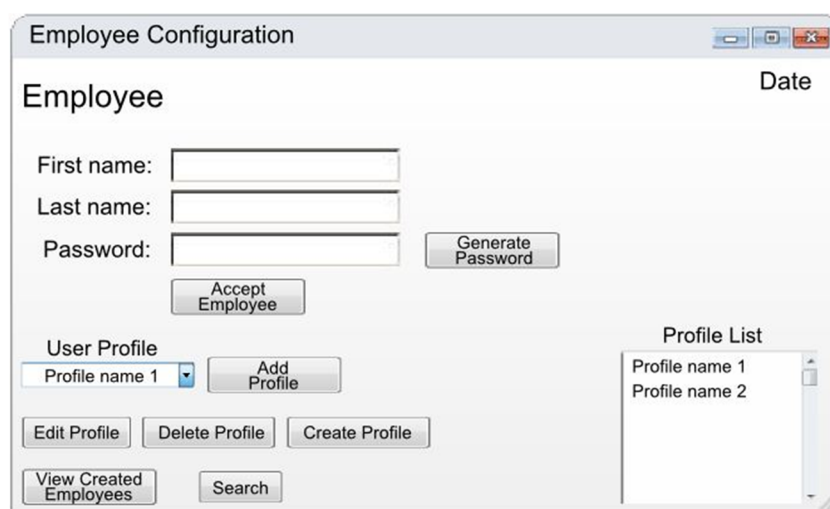 Employee Configuration
Date
Employee
First name:
Last name:
Password:
Generate
Password
Accept
Employee
User Profile
Profile name 1
Add
Profile
Profile List
Profile name 1
Profile name 2
Edit Profile
Delete Profile
Create Profile
View Created
Employees
Search